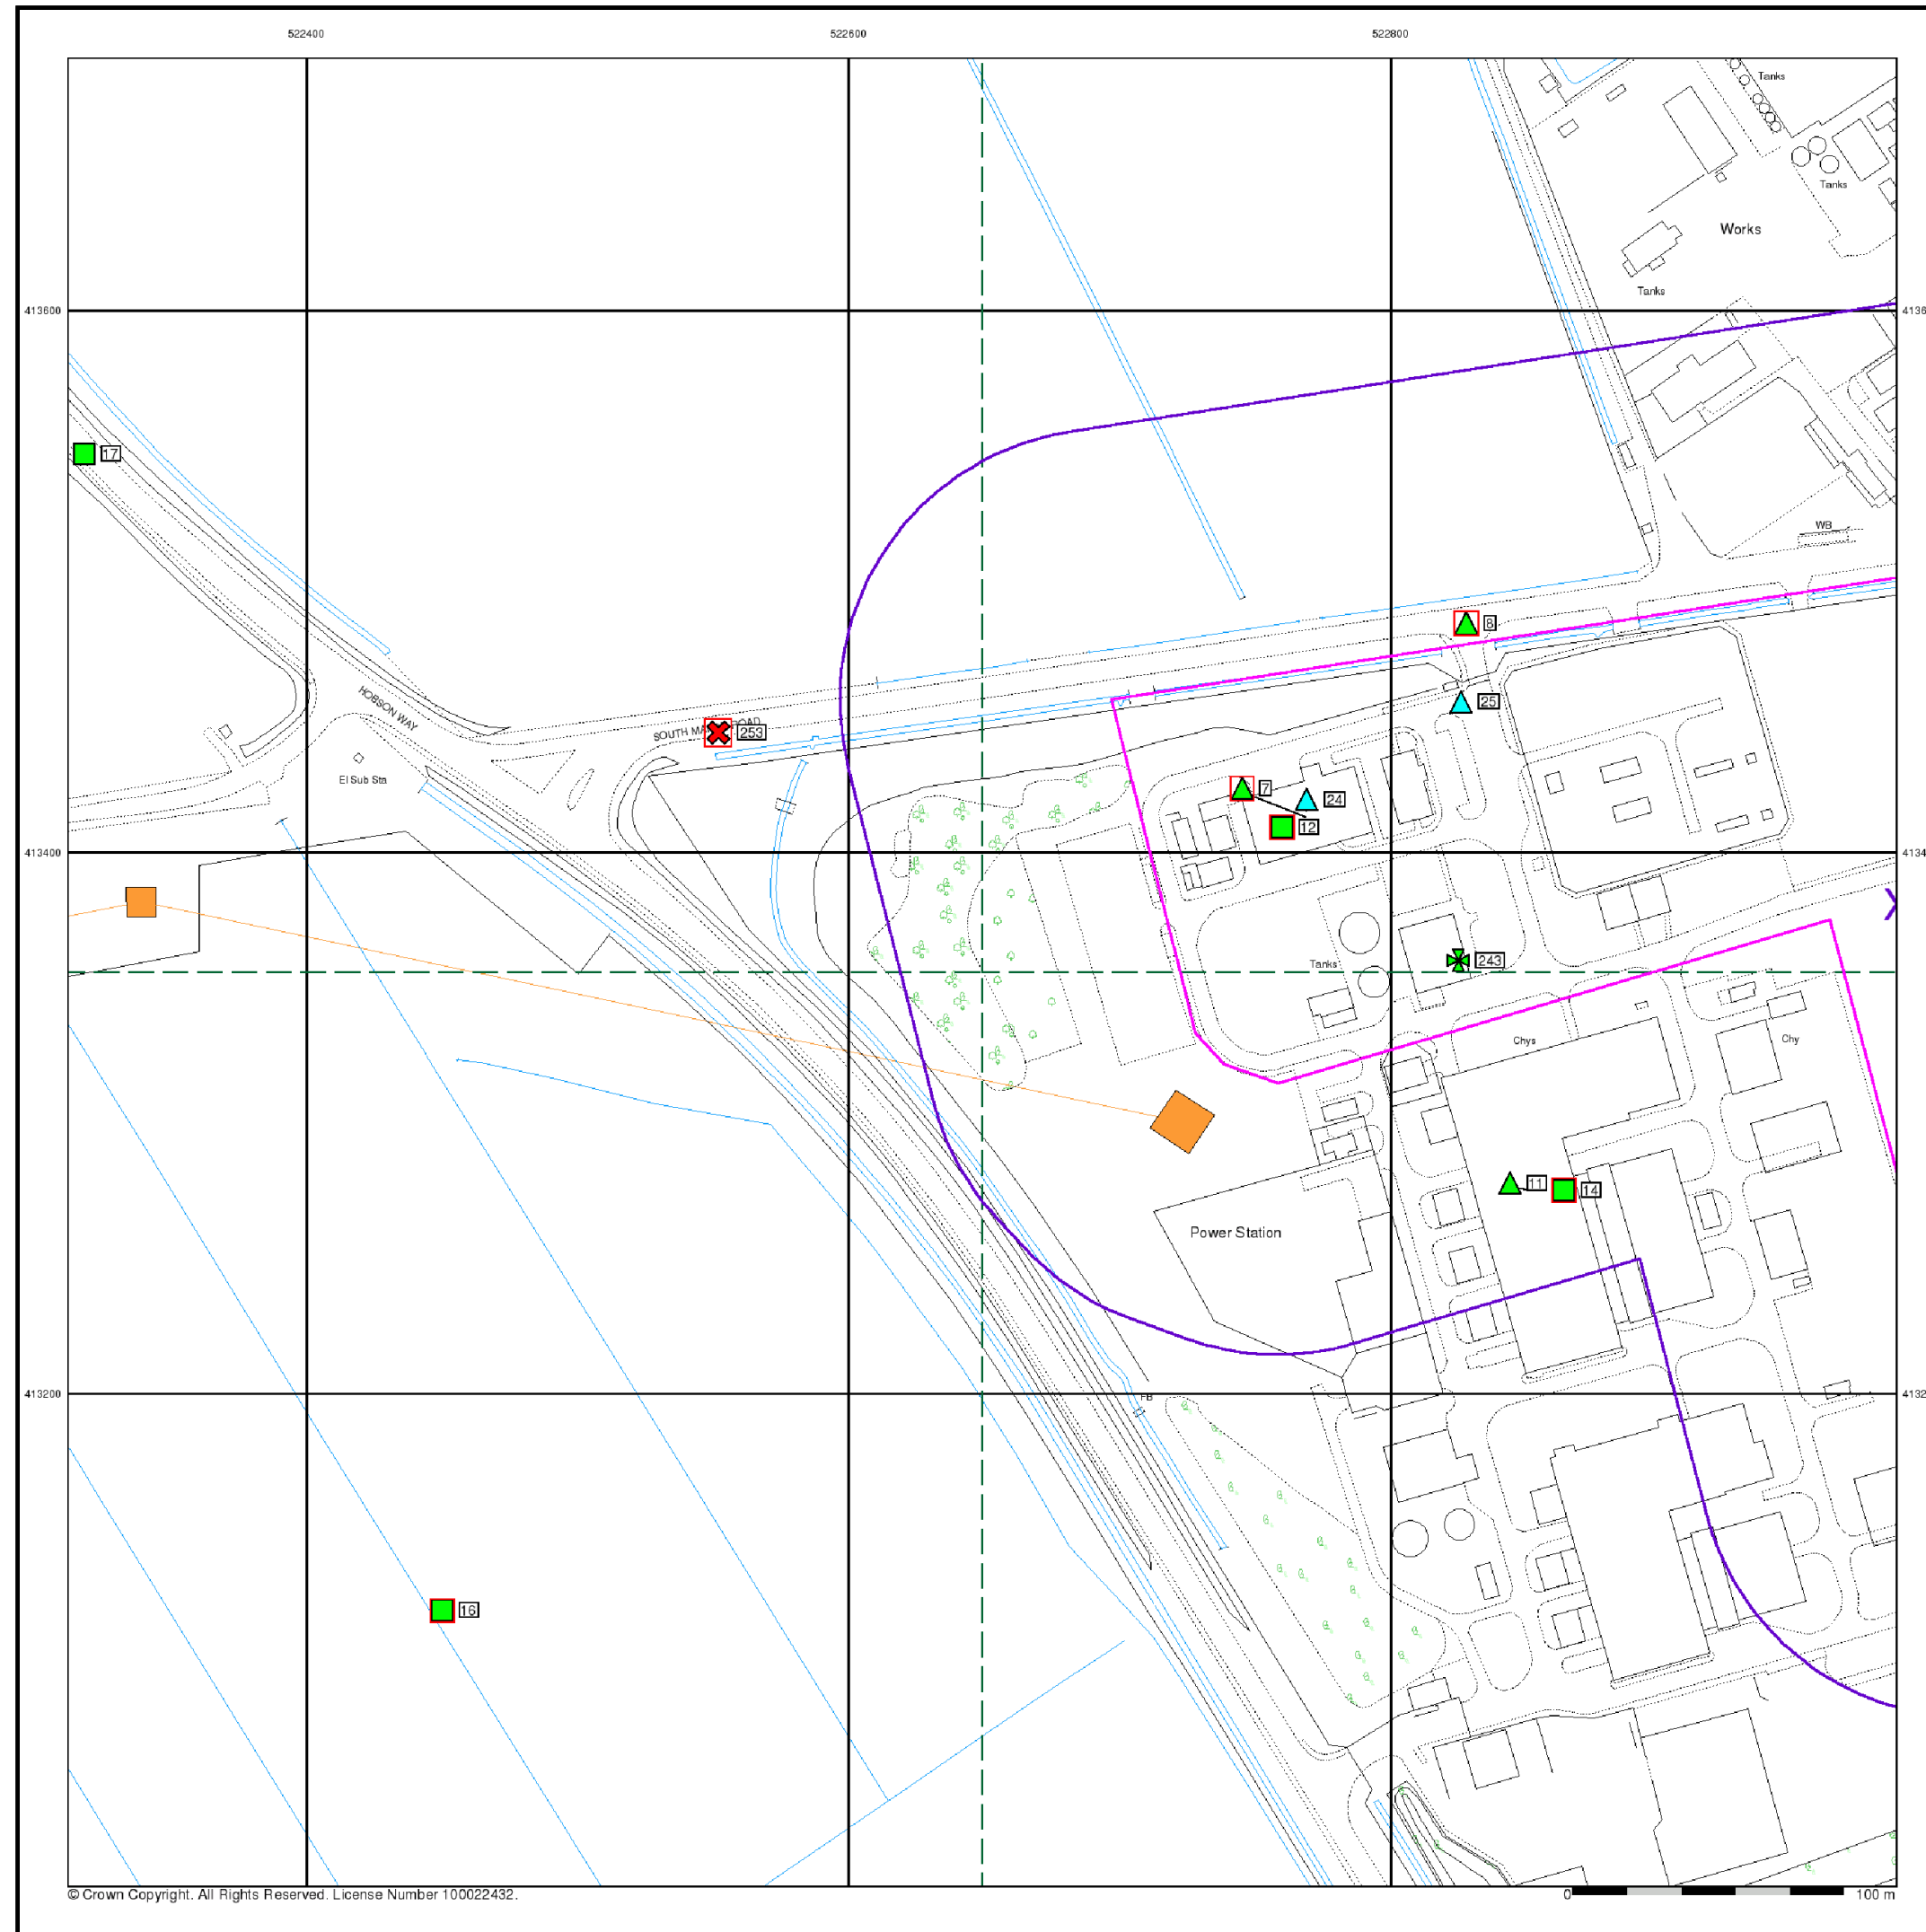 522400 522600 522800
Tanks
Tanks
Works
Tanks
413600
17
WB
8
HOBSON WAY
25
SOUTH MA
ROAD
253
El Sub Sta
7
24
12
413400
243
Tanks
Chys
Chy
11
14
Power Station
413200
FB
16
© Crown Copyright. All Rights Reserved. License Number 100022432.
0 100 m